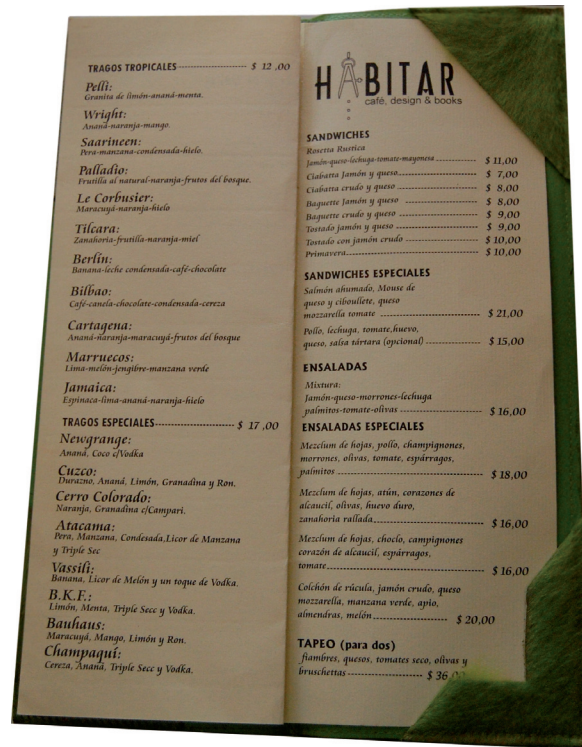 TRAGOS TROPICALES---------------------- $ 12 ,00
Pelli:
Granita de limón-ananá-menta.
Wright:
Ananá-naranja-mango.
Saarineen:
Pera-manzana-condensada-hielo.
Palladio:
Frutilla al natural-naranja-frutos del bosque.
Le Corbusier:
Maracuyá-naranja-hielo
Tilcara:
Zanahoria-frutilla-naranja-miel
Berlín:
Banana-leche condensada-café-chocolate
Bilbao:
Café-canela-chocolate-condensada-cereza
Cartagena:
Ananá-naranja-maracuyá-frutos del bosque
Marruecos:
Lima-melón-jengibre-manzana verde
Jamaica:
Espinaca-lima-ananá-naranja-hielo
TRAGOS ESPECIALES---------------------- $ 17 ,00
Newgrange:
Ananá, Coco c/Vodka
Cuzco:
Durazno, Ananá, Limón, Granadina y Ron.
Cerro Colorado:
Naranja, Granadina c/Campari.
Atacama:
Pera, Manzana, Condesada,Licor de Manzana
y Triple Sec
Vassili:
Banana, Licor de Melón y un toque de Vodka.
B.K.F.:
Limón, Menta, Triple Secc y Vodka.
Bauhaus:
Maracuyá, Mango, Limón y Ron.
Champaquí:
Cereza, Ananá, Triple Secc y Vodka.
HABITAR
café, design & books
SANDWICHES
Rosetta Rustica
Jamón-queso-lechuga-tomate-mayonesa ------------ $ 11,00
Ciabatta Jamón y queso-------------------- $ 7,00
Ciabatta crudo y queso -------------------- $ 8,00
Baguette Jamón y queso -------------------- $ 8,00
Baguette crudo y queso -------------------- $ 9,00
Tostado jamón y queso -------------------- $ 9,00
Tostado con jamón crudo ------------------ $ 10,00
Primavera------------------------------ $ 10,00
SANDWICHES ESPECIALES
Salmón ahumado, Mouse de
queso y ciboullete, queso
mozzarella tomate ------------------------ $ 21,00
Pollo, lechuga, tomate,huevo,
queso, salsa tártara (opcional) -------------- $ 15,00
ENSALADAS
Mixtura:
Jamón-queso-morrones-lechuga
palmitos-tomate-olivas -------------------- $ 16,00
ENSALADAS ESPECIALES
Mezclum de hojas, pollo, champignones,
morrones, olivas, tomate, espárragos,
palmitos ------------------------------ $ 18,00
Mezclum de hojas, atún, corazones de
alcaucil, olivas, huevo duro,
zanahoria rallada------------------------ $ 16,00
Mezclum de hojas, choclo, campignones
corazón de alcaucil, espárragos,
tomate-------------------------------- $ 16,00
Colchón de rúcula, jamón crudo, queso
mozzarella, manzana verde, apio,
almendras, melón------------------ $ 20,00
TAPEO (para dos)
fiambres, quesos, tomates seco, olivas y
bruschettas ------------------ $ 36,00